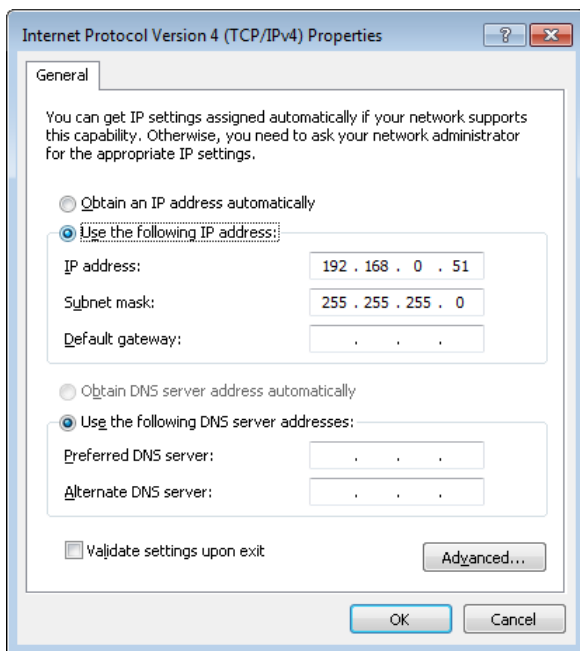 Internet Protocol Version 4 (TCP/IPv4) Properties
General
You can get IP settings assigned automatically if your network supports
this capability. Otherwise, you need to ask your network administrator
for the appropriate IP settings.
Obtain an IP address automatically
Use the following IP address:
IP address: 192 . 168 . 0 . 51
Subnet mask: 255 . 255 . 255 . 0
Default gateway: . . .
Obtain DNS server address automatically
Use the following DNS server addresses:
Preferred DNS server: . . .
Alternate DNS server: . . .
Validate settings upon exit
Advanced...
OK Cancel